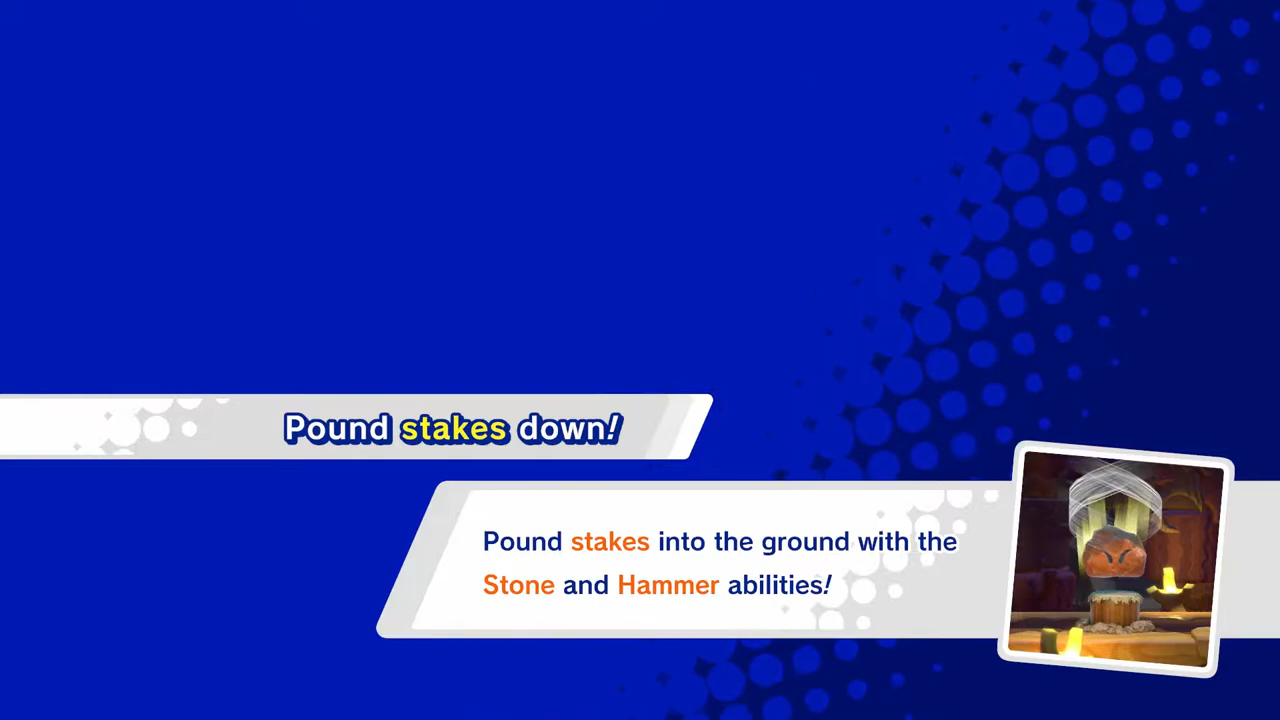 Pound stakes down!
Pound stakes into the ground with the
Stone and Hammer abilities!